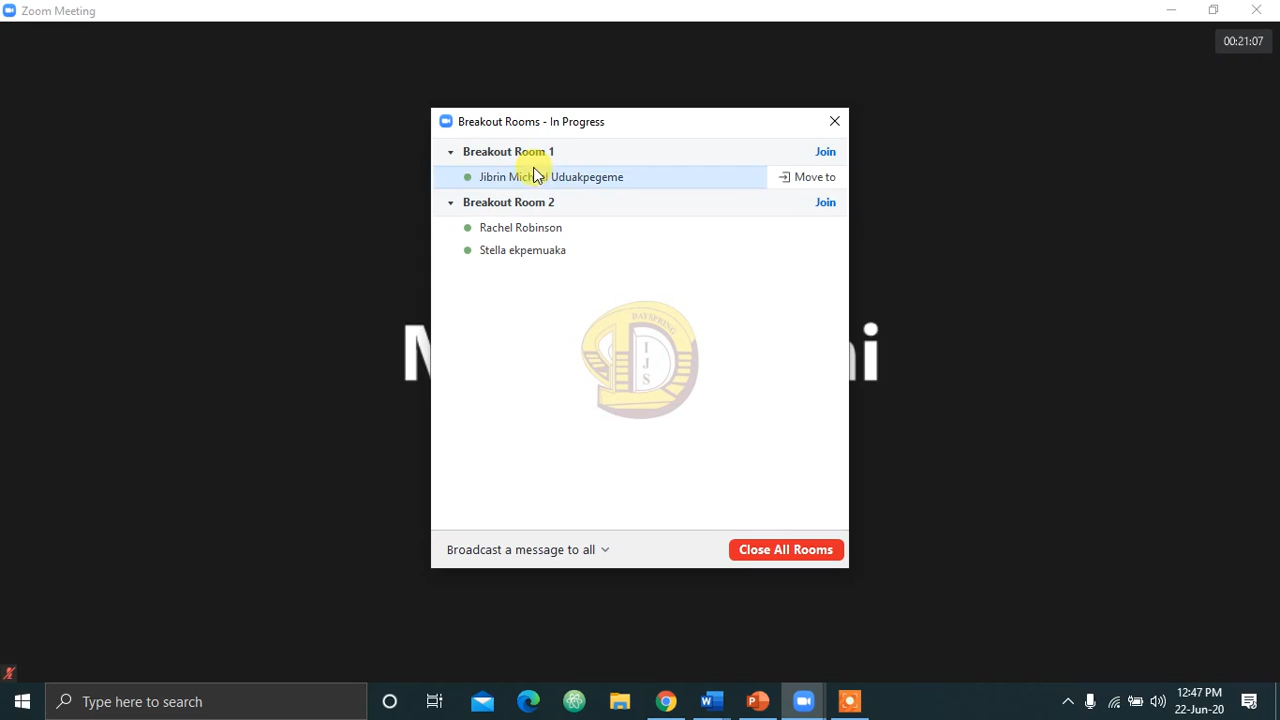 Zoom Meeting
00:21:07
Breakout Rooms - In Progress
Breakout Room 1
Join
Jibrin Uduakpegeme
Move to
Breakout Room 2
Join
Rachel Robinson
Stella ekpemuaka
DAYSPRING
I
J
S
Broadcast a message to all
Close All Rooms
Type here to search
12:47 PM
22-Jun-20